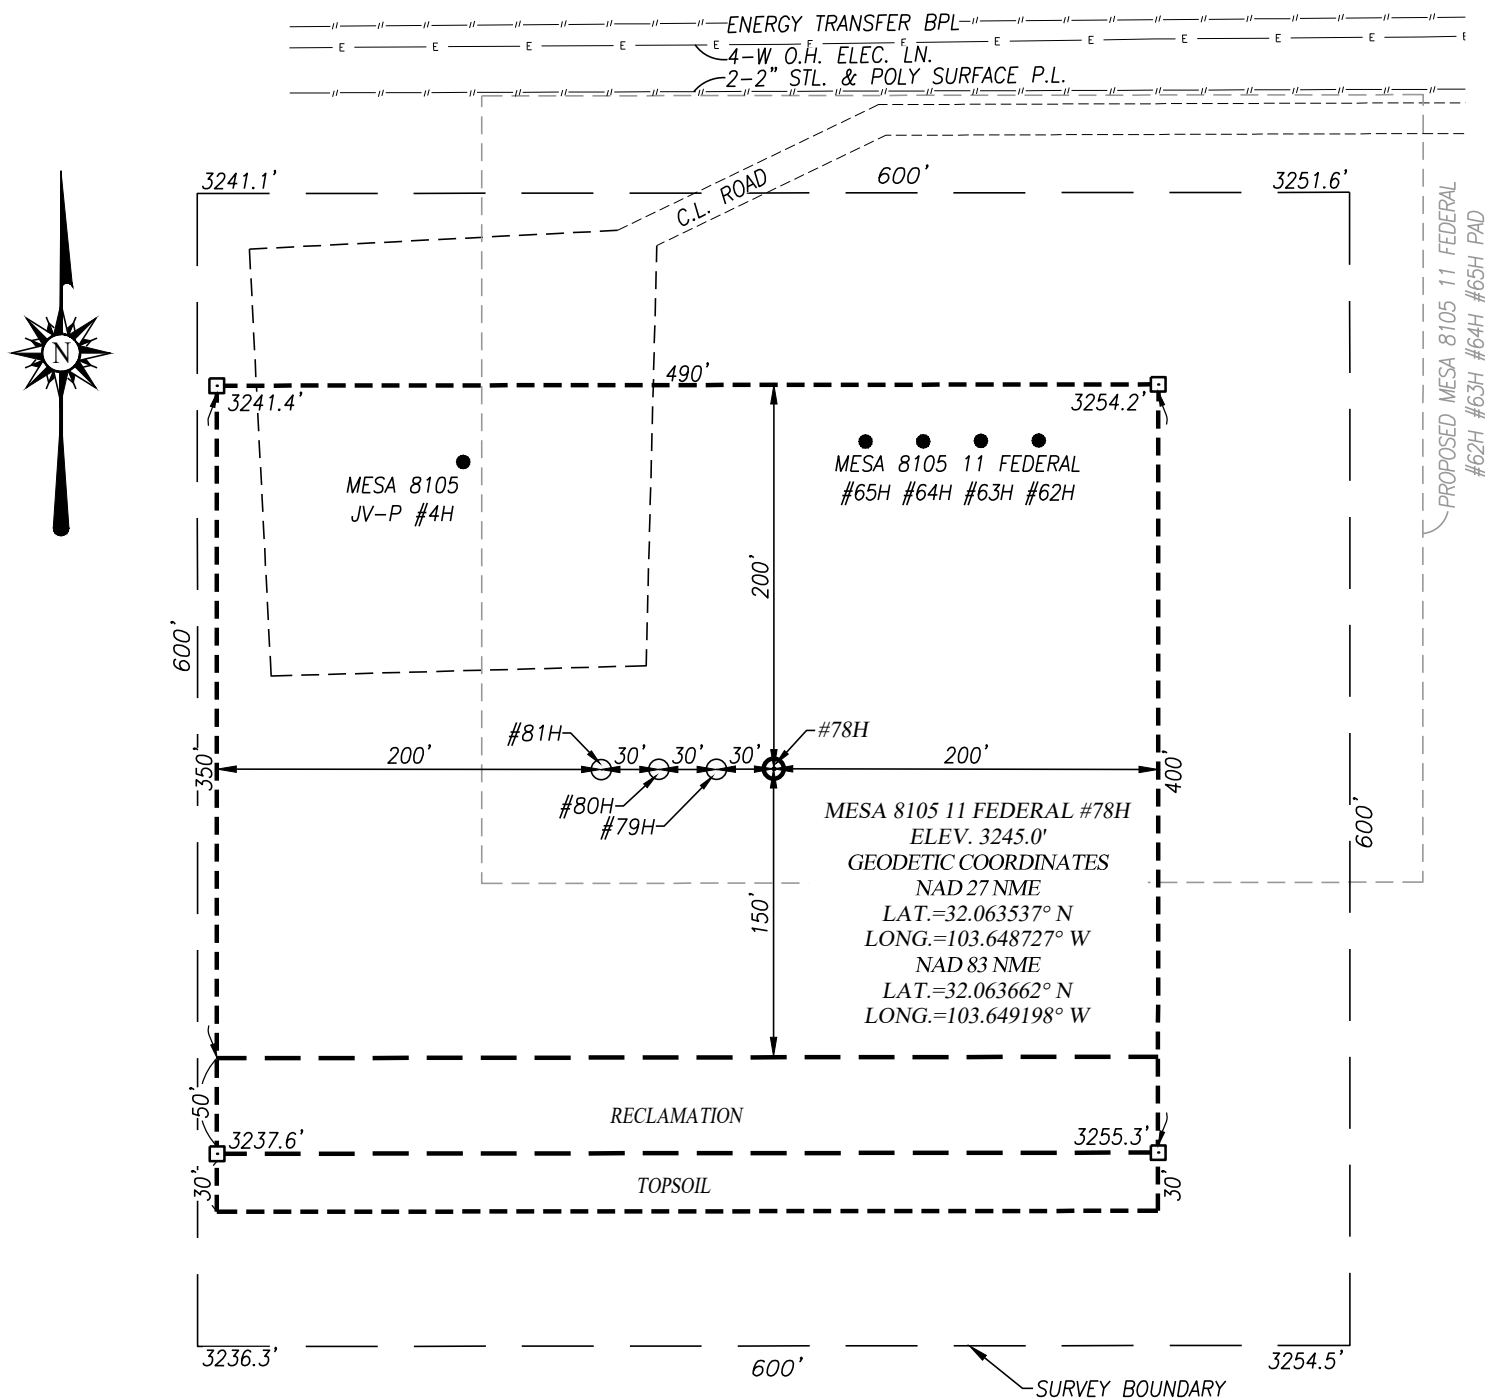 ENERGY TRANSFER BPL
E E E E E E E E E E E E E
4-W O.H. ELEC. LN.
2-2" STL. & POLY SURFACE P.L.
3241.1'
600'
3251.6'
C.L. ROAD
PROPOSED MESA 8105 11 FEDERAL
#62H #63H #64H #65H PAD
N
490'
3241.4'
3254.2'
MESA 8105
JV-P #4H
MESA 8105 11 FEDERAL
#65H #64H #63H #62H
200'
600'
#81H
#78H
200'
30'
30'
30'
200'
350'
400'
#80H
#79H
600'
MESA 8105 11 FEDERAL #78H
ELEV. 3245.0'
GEODETIC COORDINATES
NAD 27 NME
LAT.=32.063537° N
LONG.=103.648727° W
NAD 83 NME
LAT.=32.063662° N
LONG.=103.649198° W
150'
50'
RECLAMATION
3237.6'
3255.3'
30'
TOPSOIL
30'
3236.3'
600'
3254.5'
SURVEY BOUNDARY